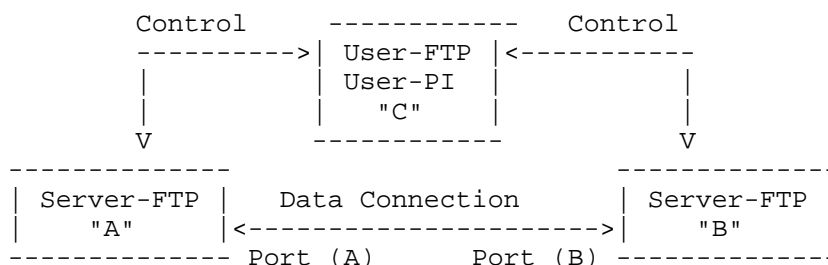 Control    ------------    Control
---------->| User-FTP |<-----------
|          | User-PI  |          |
|          |   "C"    |          |
V          ------------          V
--------------                        --------------
| Server-FTP |   Data Connection    | Server-FTP
|    "A"     |<---------------------->|    "B"
-------------- Port (A)      Port (B) --------------